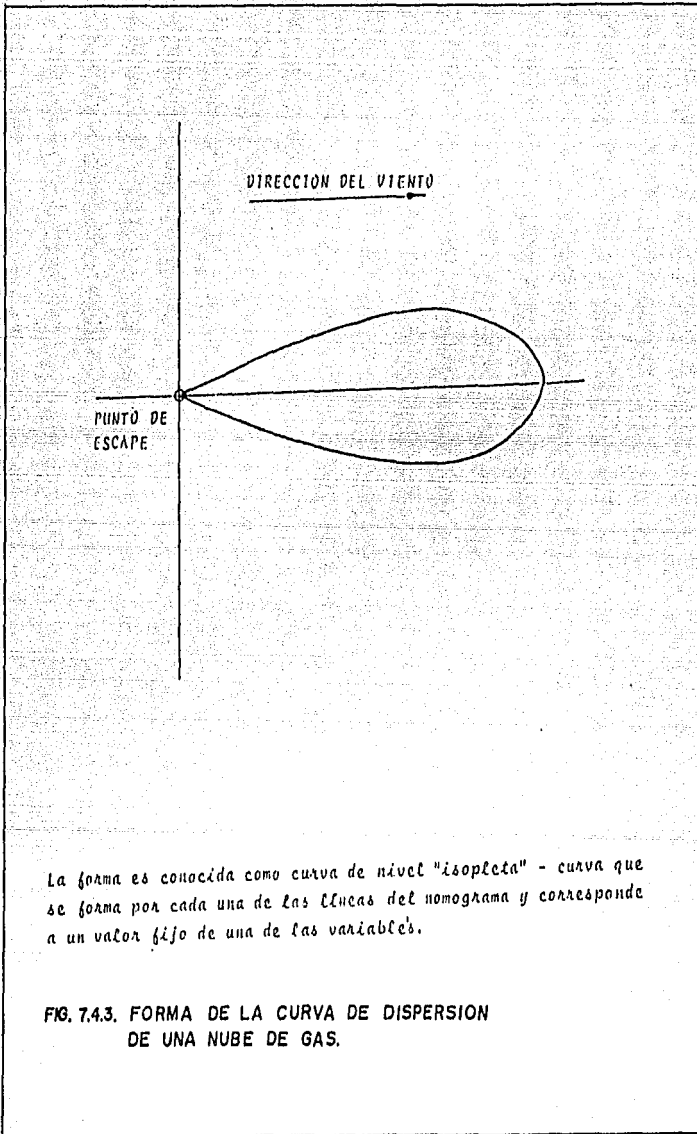 DIRECCION DEL VIENTO
PUNTO DE
ESCAPE
La forma es conocida como curva de nivel "isopleta" - curva que
se forma por cada una de las líneas del nomograma y corresponde
a un valor fijo de una de las variables.
FIG. 7.4.3. FORMA DE LA CURVA DE DISPERSION
DE UNA NUBE DE GAS.